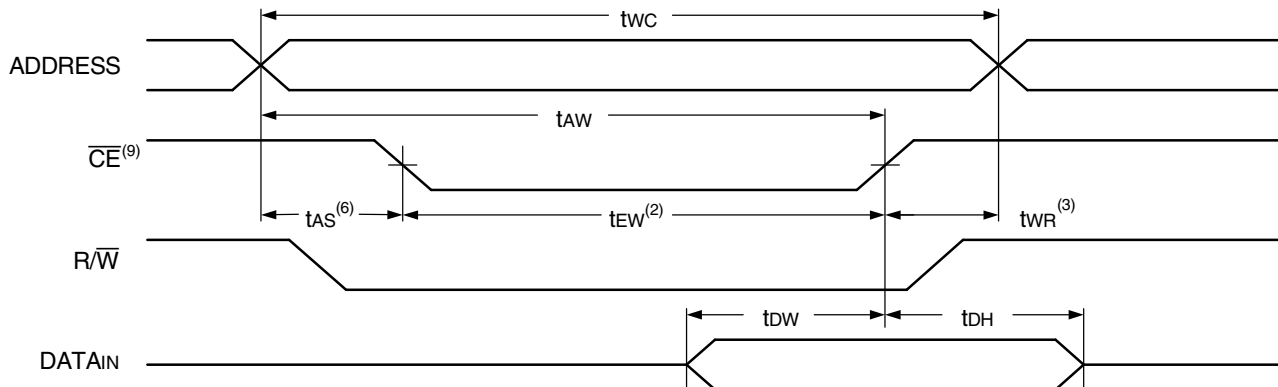 tWC
ADDRESS
tAW
CE(9)
tAS(6) tEW(2) tWR(3)
R/W
tDW tDH
DATAIN